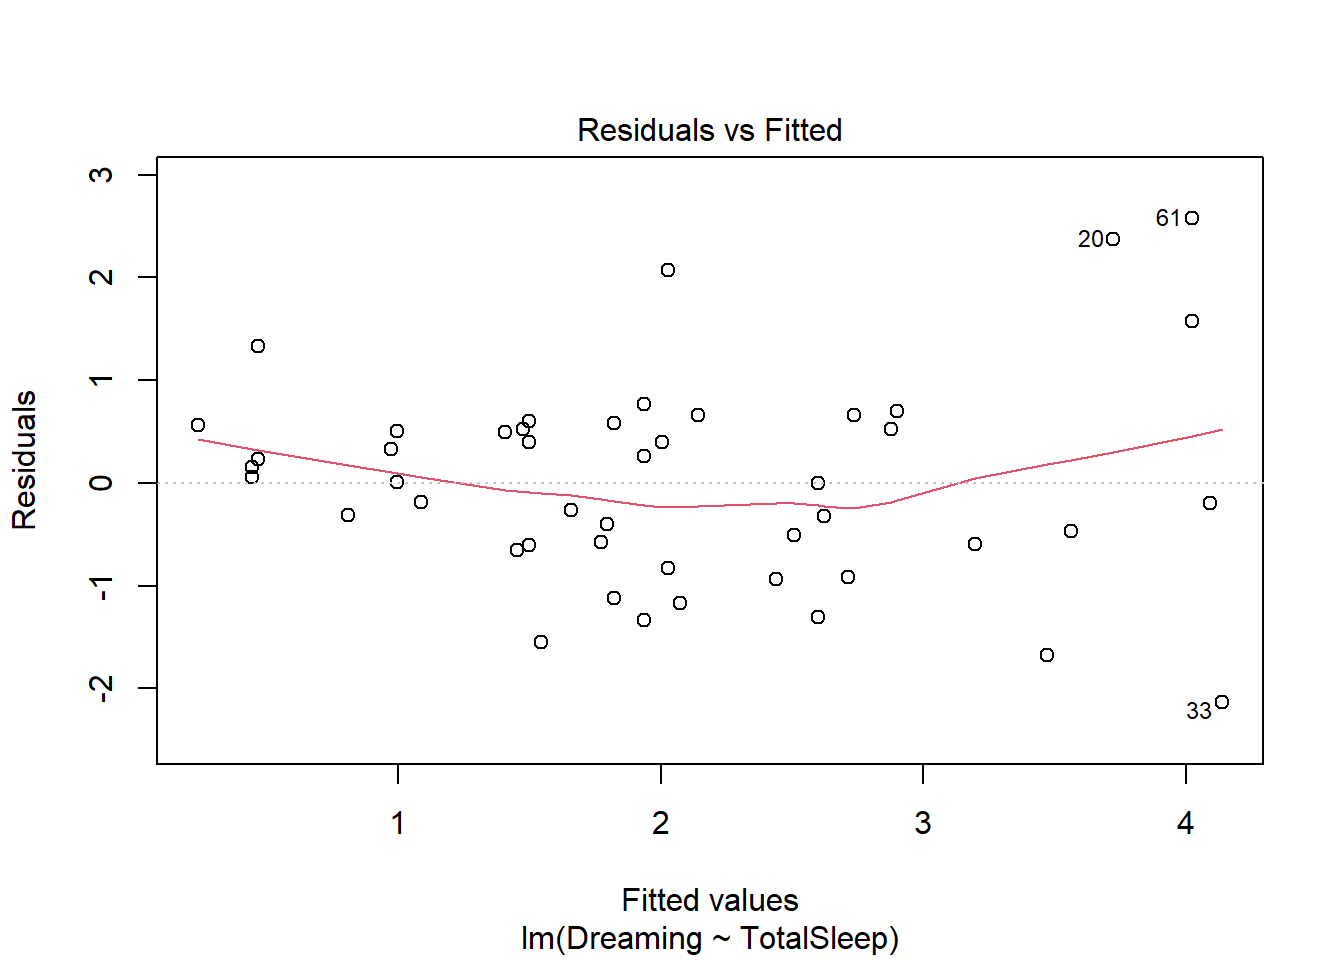 Residuals vs Fitted
3
2
1
0
-1
-2
Residuals
61
20
33
1 2 3 4
Fitted values
lm(Dreaming ~ TotalSleep)